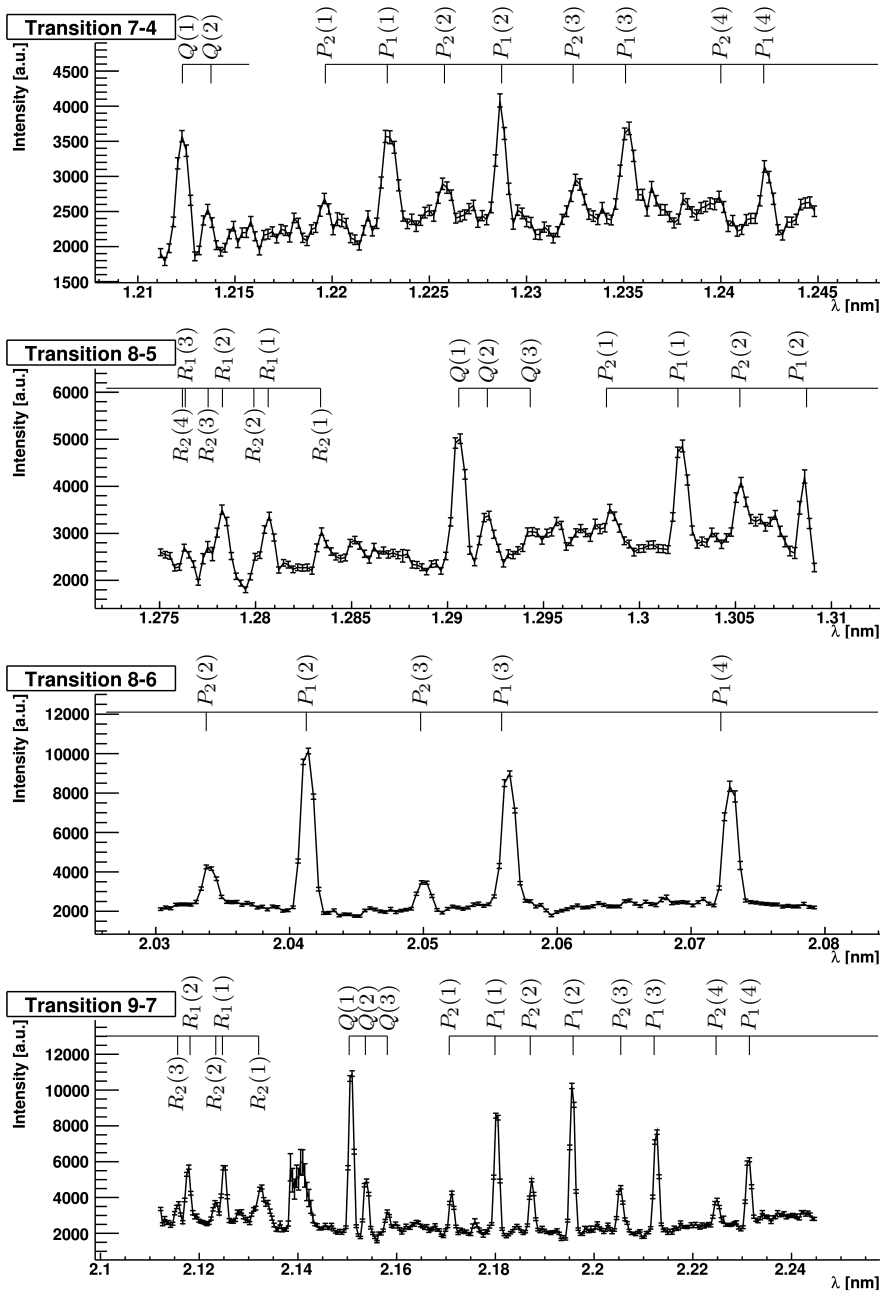 Transition 7-4
Q(1) Q(2) P₂(1) P₁(1) P₂(2) P₁(2) P₂(3) P₁(3) P₂(4) P₁(4)
Intensity [a.u.]
4500
4000
3500
3000
2500
2000
1500
1.21 1.215 1.22 1.225 1.23 1.235 1.24 1.245
λ [nm]
Transition 8-5
R₁(3) R₁(2) R₁(1) Q(1) Q(2) Q(3) P₂(1) P₁(1) P₂(2) P₁(2)
R₂(4) R₂(3) R₂(2) R₂(1)
Intensity [a.u.]
6000
5000
4000
3000
2000
1.275 1.28 1.285 1.29 1.295 1.3 1.305 1.31
λ [nm]
Transition 8-6
P₂(2) P₁(2) P₂(3) P₁(3) P₁(4)
Intensity [a.u.]
12000
10000
8000
6000
4000
2000
2.03 2.04 2.05 2.06 2.07 2.08
λ [nm]
Transition 9-7
R₁(2) R₁(1) Q(1) Q(2) Q(3) P₂(1) P₁(1) P₂(2) P₁(2) P₂(3) P₁(3) P₂(4) P₁(4)
R₂(3) R₂(2) R₂(1)
Intensity [a.u.]
12000
10000
8000
6000
4000
2000
2.1 2.12 2.14 2.16 2.18 2.2 2.22 2.24
λ [nm]